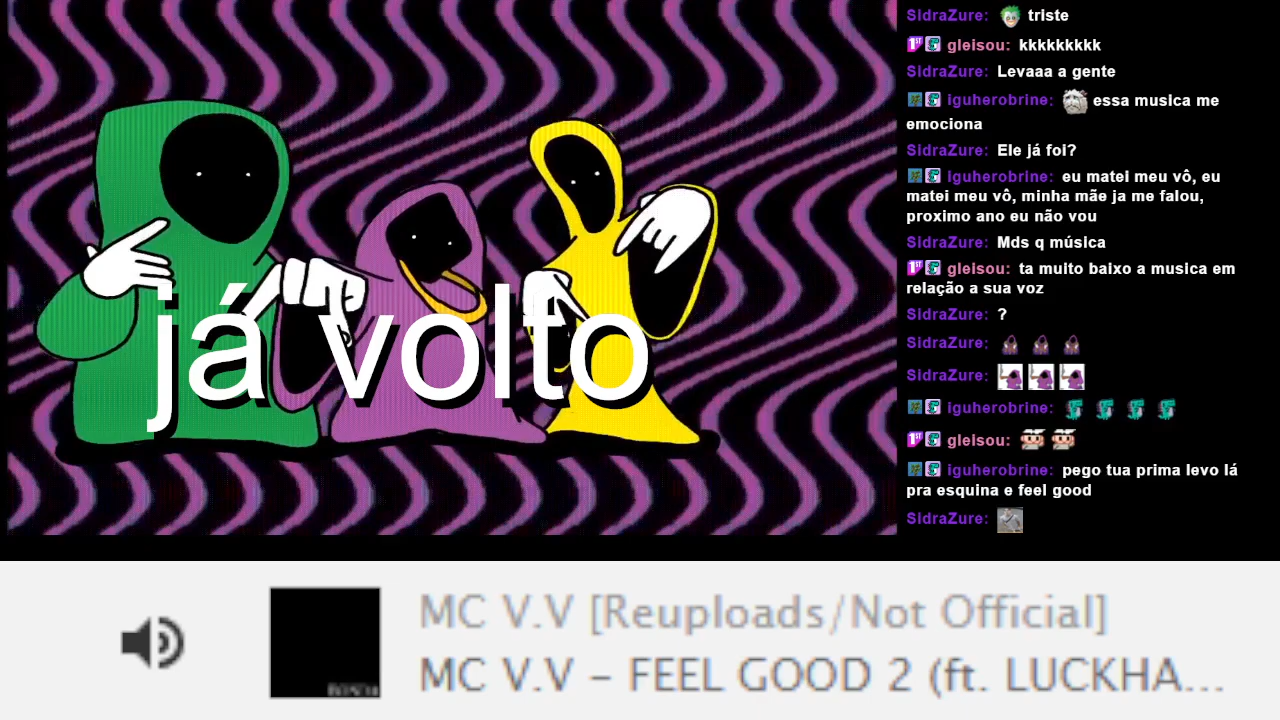 já volto
SidraZure: triste
gleisou: kkkkkkkkk
SidraZure: Levaaa a gente
iguherobrine: essa musica me
emociona
SidraZure: Ele já foi?
iguherobrine: eu matei meu vô, eu
matei meu vô, minha mãe ja me falou,
proximo ano eu não vou
SidraZure: Mds q música
gleisou: ta muito baixo a musica em
relação a sua voz
SidraZure: ?
SidraZure:
SidraZure:
iguherobrine:
gleisou:
iguherobrine: pego tua prima levo lá
pra esquina e feel good
SidraZure:
MC V.V [Reuploads/Not Official]
MC V.V – FEEL GOOD 2 (ft. LUCKHA...